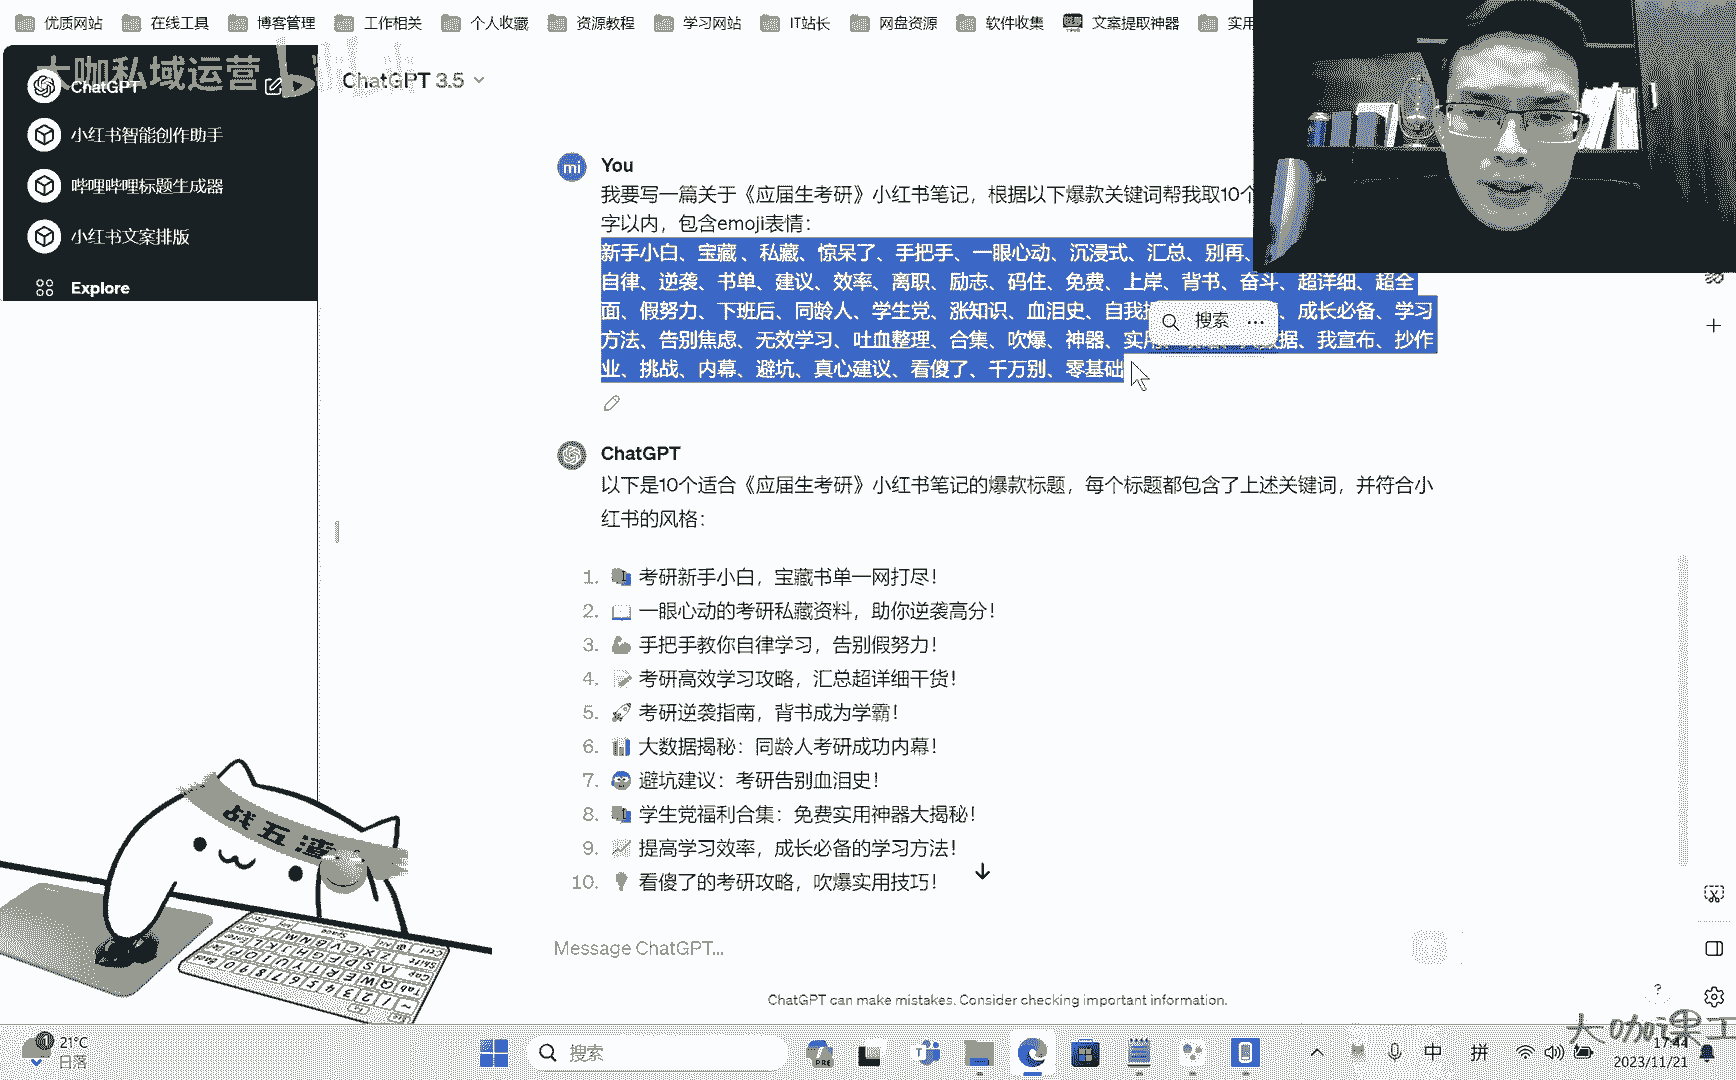 优质网站 在线工具 博客管理 工作相关 个人收藏 资源教程 学习网站 IT站长 网盘资源 软件收集 文案提取神器 实用
大咖私域运营 bilibili
ChatGPT
小红书智能创作助手
哔哩哔哩标题生成器
小红书文案排版
Explore
ChatGPT 3.5
mi You
我要写一篇关于《应届生考研》小红书笔记，根据以下爆款关键词帮我取10个
字以内，包含emoji表情：
新手小白、宝藏 、私藏、惊呆了、手把手、一眼心动、沉浸式、汇总、别再、
自律、逆袭、书单、建议、效率、离职、励志、码住、免费、上岸、背书、奋斗、超详细、超全
面、假努力、下班后、同龄人、学生党、涨知识、血泪史、自我 、成长必备、学习
方法、告别焦虑、无效学习、吐血整理、合集、吹爆、神器、实 据、我宣布、抄作
业、挑战、内幕、避坑、真心建议、看傻了、千万别、零基础
搜索 ···
ChatGPT
以下是10个适合《应届生考研》小红书笔记的爆款标题，每个标题都包含了上述关键词，并符合小
红书的风格：
1. 📚 考研新手小白，宝藏书单一网打尽！
2. 📖 一眼心动的考研私藏资料，助你逆袭高分！
3. 💪 手把手教你自律学习，告别假努力！
4. 📝 考研高效学习攻略，汇总超详细干货！
5. 🚀 考研逆袭指南，背书成为学霸！
6. 📊 大数据揭秘：同龄人考研成功内幕！
7. 🤓 避坑建议：考研告别血泪史！
8. 📚 学生党福利合集：免费实用神器大揭秘！
9. 📈 提高学习效率，成长必备的学习方法！
10. 💡 看傻了的考研攻略，吹爆实用技巧！
Message ChatGPT...
ChatGPT can make mistakes. Consider checking important information.
?
战五渣
大咖课工
21°C
日落
搜索
PRE
中 拼
17:44
2023/11/21